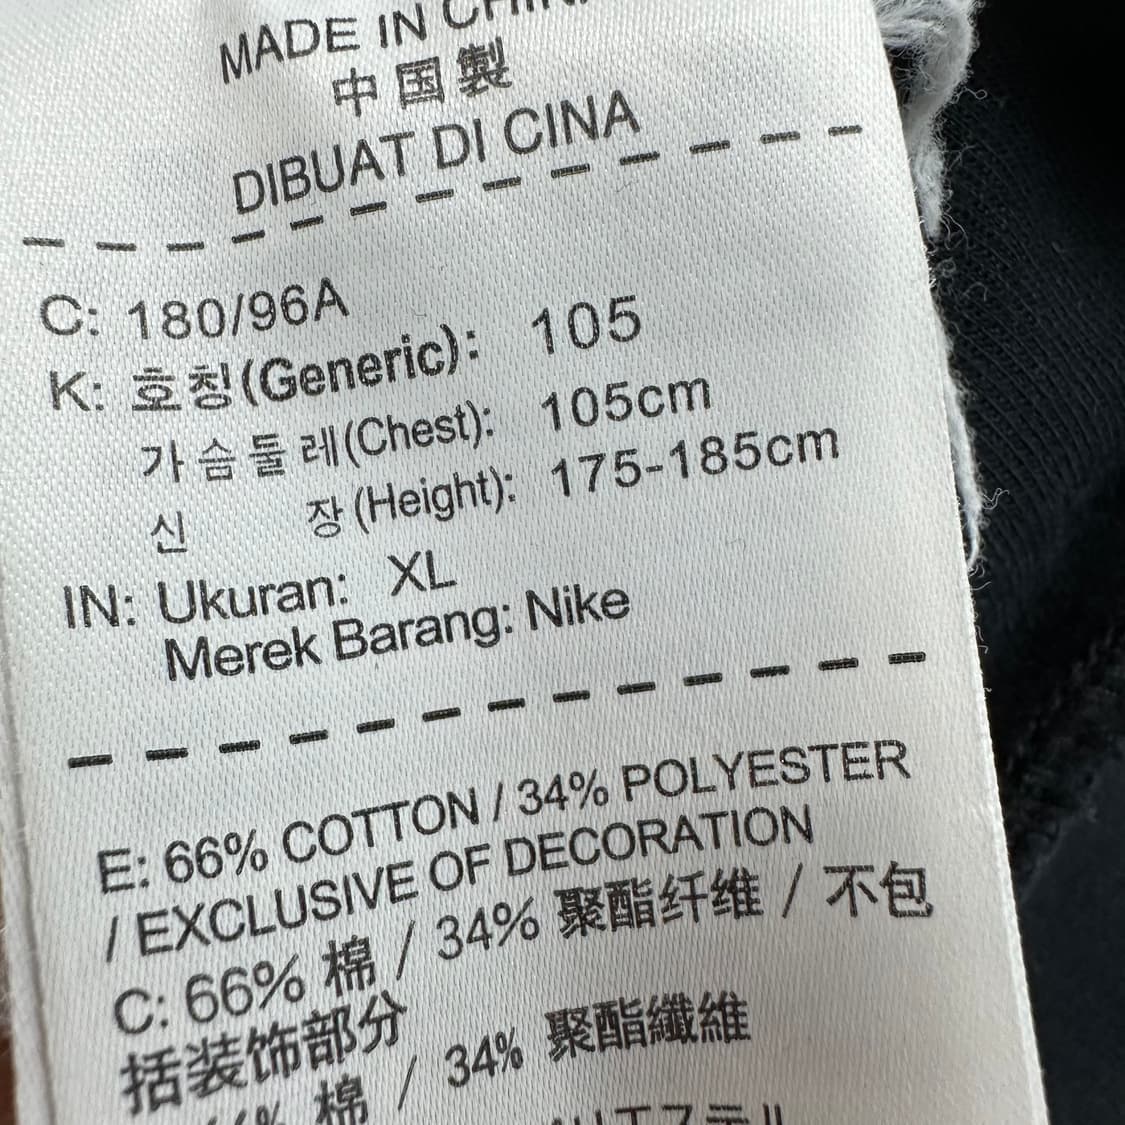 MADE IN CHINA
中国製
DIBUAT DI CINA
C: 180/96A
K: 호칭(Generic): 105
가슴둘레(Chest): 105cm
신 장(Height): 175-185cm
IN: Ukuran: XL
Merek Barang: Nike
E: 66% COTTON / 34% POLYESTER
/ EXCLUSIVE OF DECORATION
C: 66% 棉 / 34% 聚酯纤维 / 不包
括装饰部分
66% 棉 / 34% 聚酯纖維